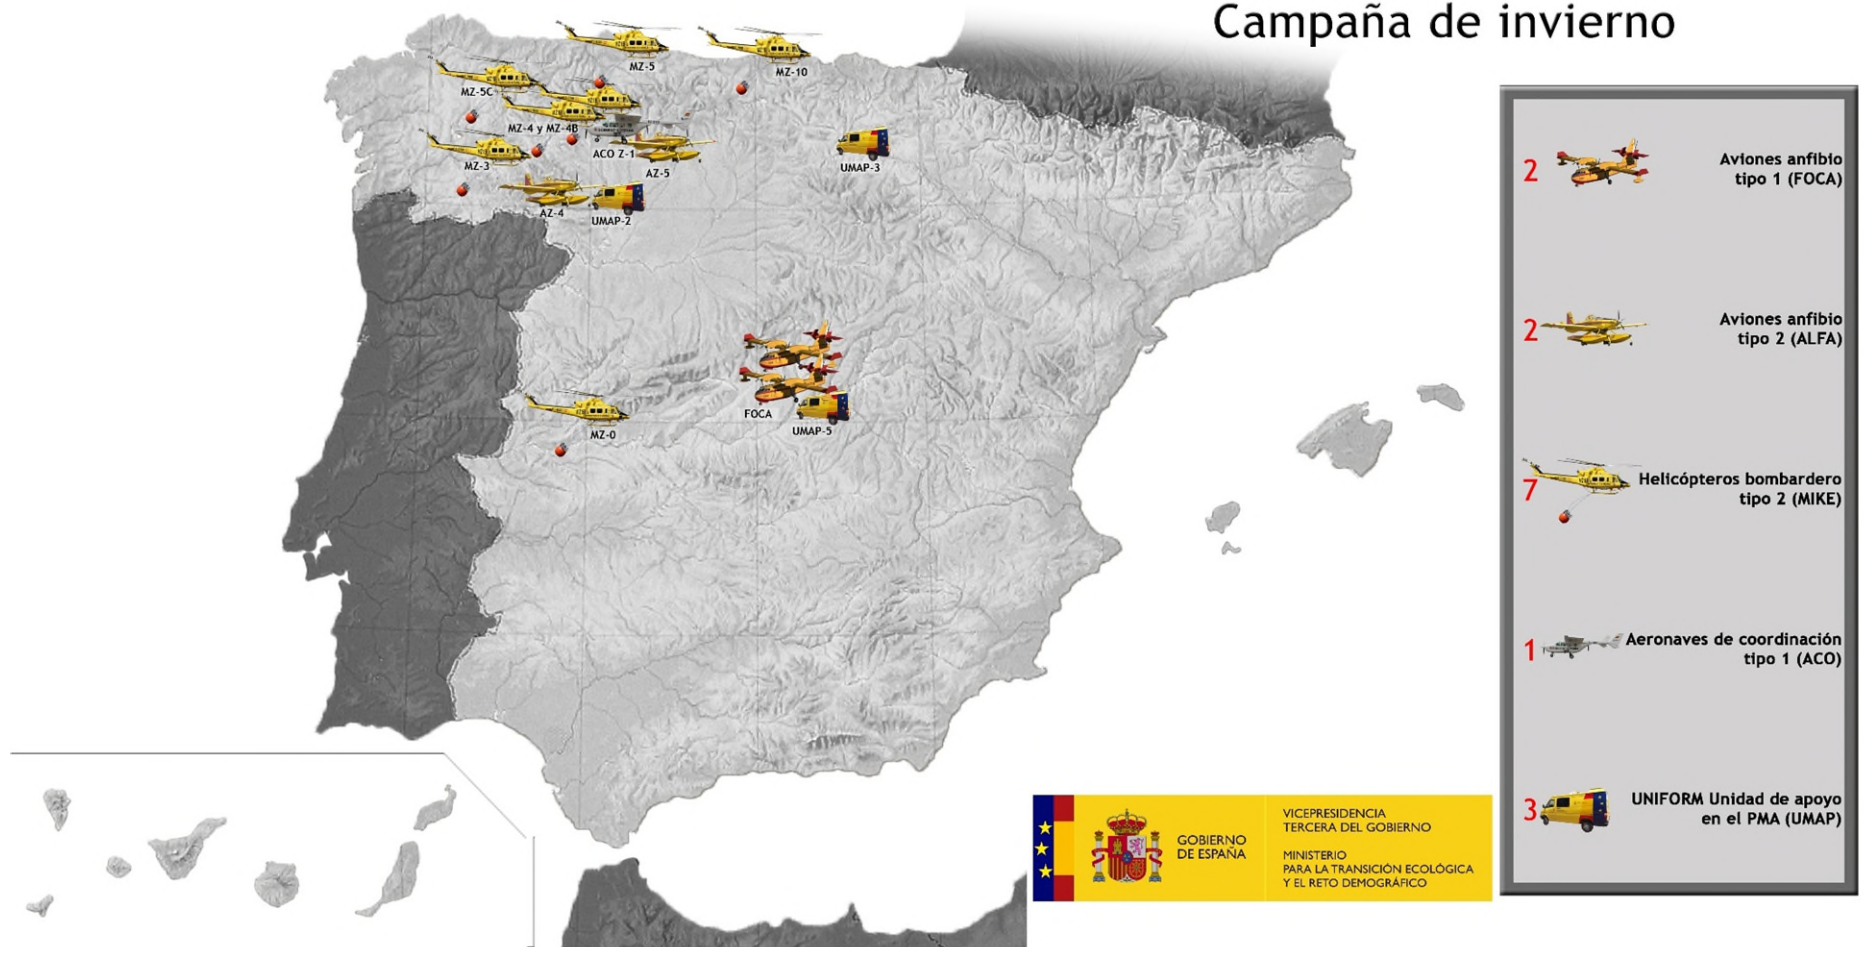 Campaña de invierno
MZ-5
MZ-10
MZ-5C
MZ-4 y MZ-4B
MZ-3
ACO Z-1
AZ-5
UMAP-3
AZ-4
UMAP-2
FOCA
UMAP-5
MZ-0
2
Aviones anfibio
tipo 1 (FOCA)
2
Aviones anfibio
tipo 2 (ALFA)
7
Helicópteros bombardero
tipo 2 (MIKE)
1
Aeronaves de coordinación
tipo 1 (ACO)
3
UNIFORM Unidad de apoyo
en el PMA (UMAP)
GOBIERNO
DE ESPAÑA
VICEPRESIDENCIA
TERCERA DEL GOBIERNO
MINISTERIO
PARA LA TRANSICIÓN ECOLÓGICA
Y EL RETO DEMOGRÁFICO